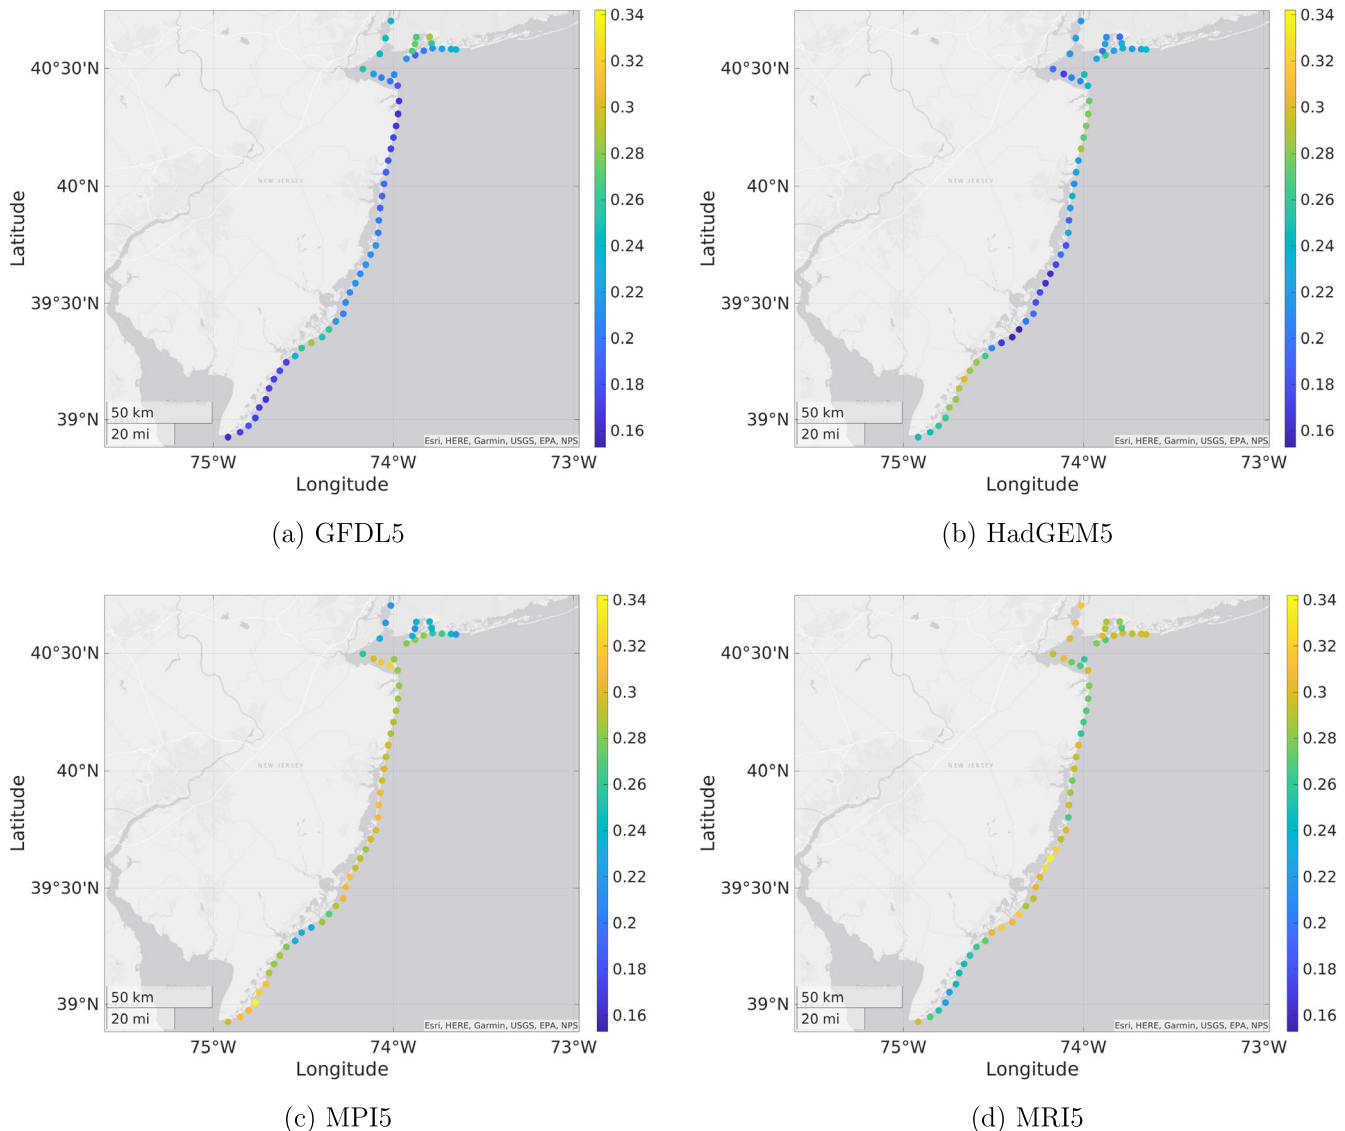 Latitude
40°30'N
40°N
39°30'N
39°N
NEW JERSEY
50 km
20 mi
Esri, HERE, Garmin, USGS, EPA, NPS
75°W
74°W
73°W
Longitude
0.34
0.32
0.3
0.28
0.26
0.24
0.22
0.2
0.18
0.16
(a) GFDL5
Latitude
40°30'N
40°N
39°30'N
39°N
NEW JERSEY
50 km
20 mi
Esri, HERE, Garmin, USGS, EPA, NPS
75°W
74°W
73°W
Longitude
0.34
0.32
0.3
0.28
0.26
0.24
0.22
0.2
0.18
0.16
(b) HadGEM5
Latitude
40°30'N
40°N
39°30'N
39°N
NEW JERSEY
50 km
20 mi
Esri, HERE, Garmin, USGS, EPA, NPS
75°W
74°W
73°W
Longitude
0.34
0.32
0.3
0.28
0.26
0.24
0.22
0.2
0.18
0.16
(c) MPI5
Latitude
40°30'N
40°N
39°30'N
39°N
NEW JERSEY
50 km
20 mi
Esri, HERE, Garmin, USGS, EPA, NPS
75°W
74°W
73°W
Longitude
0.34
0.32
0.3
0.28
0.26
0.24
0.22
0.2
0.18
0.16
(d) MRI5